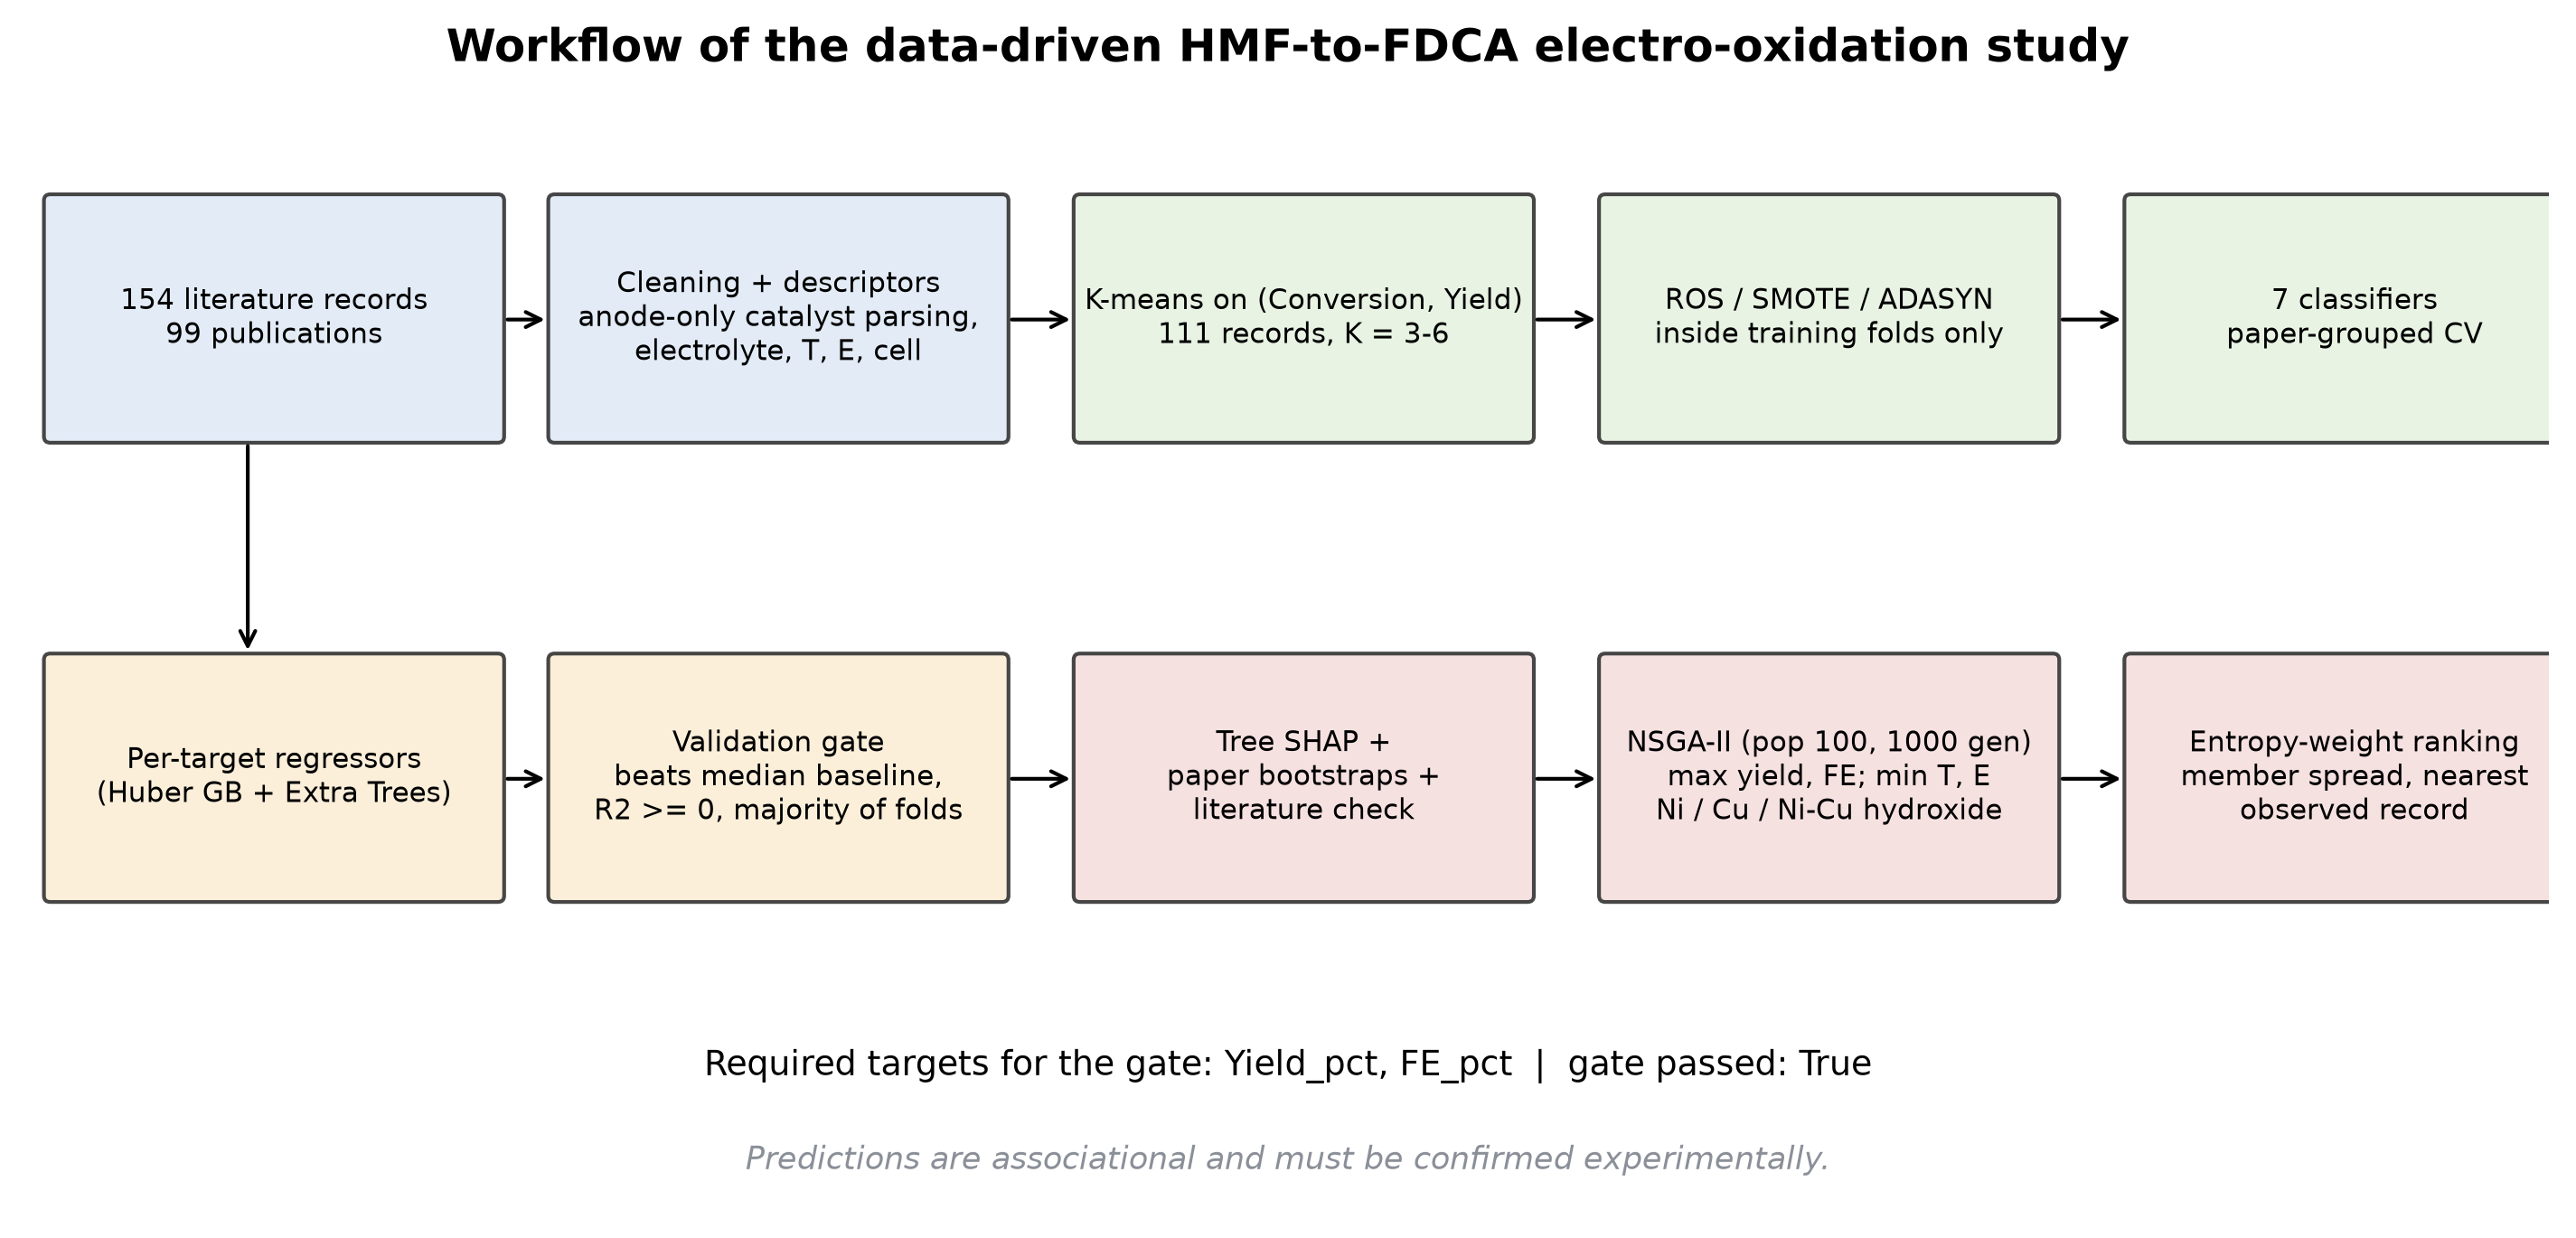 Workflow of the data-driven HMF-to-FDCA electro-oxidation study
154 literature records
99 publications
Cleaning + descriptors
anode-only catalyst parsing,
electrolyte, T, E, cell
K-means on (Conversion, Yield)
111 records, K = 3-6
ROS / SMOTE / ADASYN
inside training folds only
7 classifiers
paper-grouped CV
Per-target regressors
(Huber GB + Extra Trees)
Validation gate
beats median baseline,
R2 >= 0, majority of folds
Tree SHAP +
paper bootstraps +
literature check
NSGA-II (pop 100, 1000 gen)
max yield, FE; min T, E
Ni / Cu / Ni-Cu hydroxide
Entropy-weight ranking
member spread, nearest
observed record
Required targets for the gate: Yield_pct, FE_pct | gate passed: True
Predictions are associational and must be confirmed experimentally.